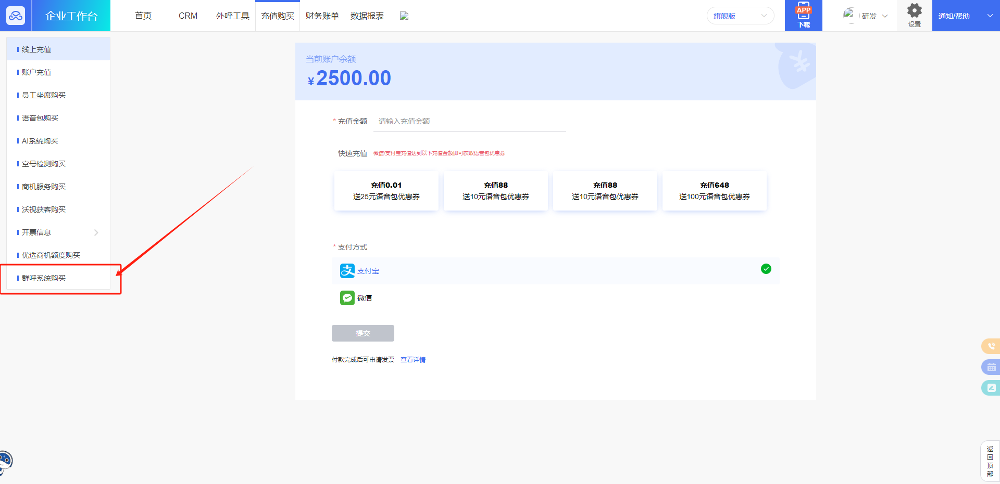 企业工作台
首页
CRM
外呼工具
充值购买
财务账单
数据报表
旗舰版
APP
下载
研发
设置
通知/帮助
线上充值
账户充值
员工坐席购买
语音包购买
AI系统购买
空号检测购买
商机服务购买
沃视获客购买
开票信息
优选商机额度购买
群呼系统购买
当前账户余额
¥2500.00
* 充值金额
请输入充值金额
快速充值
微信/支付宝充值达到以下充值金额即可获取语音包优惠券
充值0.01
送25元语音包优惠券
充值88
送10元语音包优惠券
充值88
送10元语音包优惠券
充值648
送100元语音包优惠券
* 支付方式
支付宝
微信
提交
付款完成后可申请发票 查看详情
返回顶部